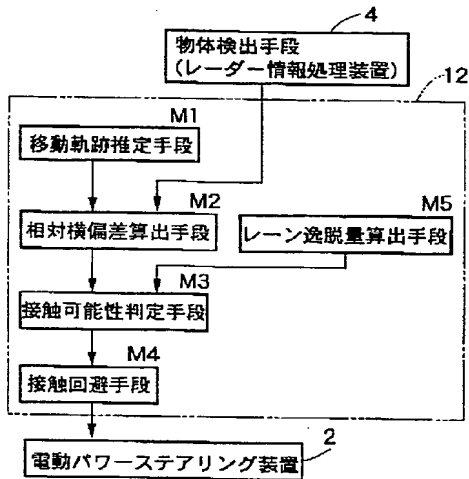 4
物体検出手段
(レーダー情報処理装置)
12
M1
移動軌跡推定手段
M2
相対横偏差算出手段
M5
レーン逸脱量算出手段
M3
接触可能性判定手段
M4
接触回避手段
2
電動パワーステアリング装置